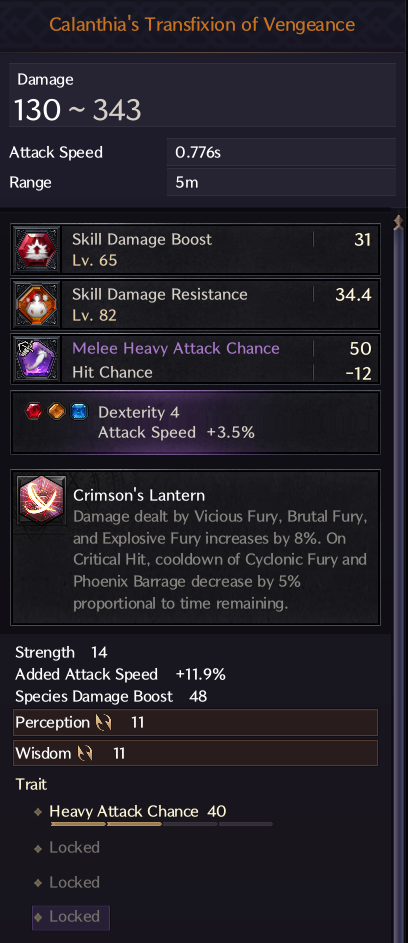 Calanthia's Transfixion of Vengeance
Damage
130 ~ 343
Attack Speed 0.776s
Range 5m
Skill Damage Boost 31
Lv. 65
Skill Damage Resistance 34.4
Lv. 82
Melee Heavy Attack Chance 50
Hit Chance -12
Dexterity 4
Attack Speed +3.5%
Crimson's Lantern
Damage dealt by Vicious Fury, Brutal Fury,
and Explosive Fury increases by 8%. On
Critical Hit, cooldown of Cyclonic Fury and
Phoenix Barrage decrease by 5%
proportional to time remaining.
Strength 14
Added Attack Speed +11.9%
Species Damage Boost 48
Perception 11
Wisdom 11
Trait
Heavy Attack Chance 40
Locked
Locked
Locked